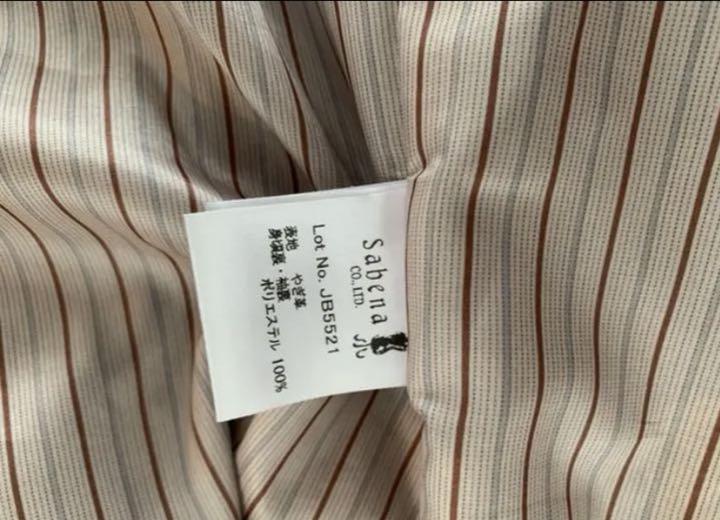 Sabena 小
CO., LTD.
Lot No. JB5521
表地 やぎ革
身頃裏・袖裏
ポリエステル 100%